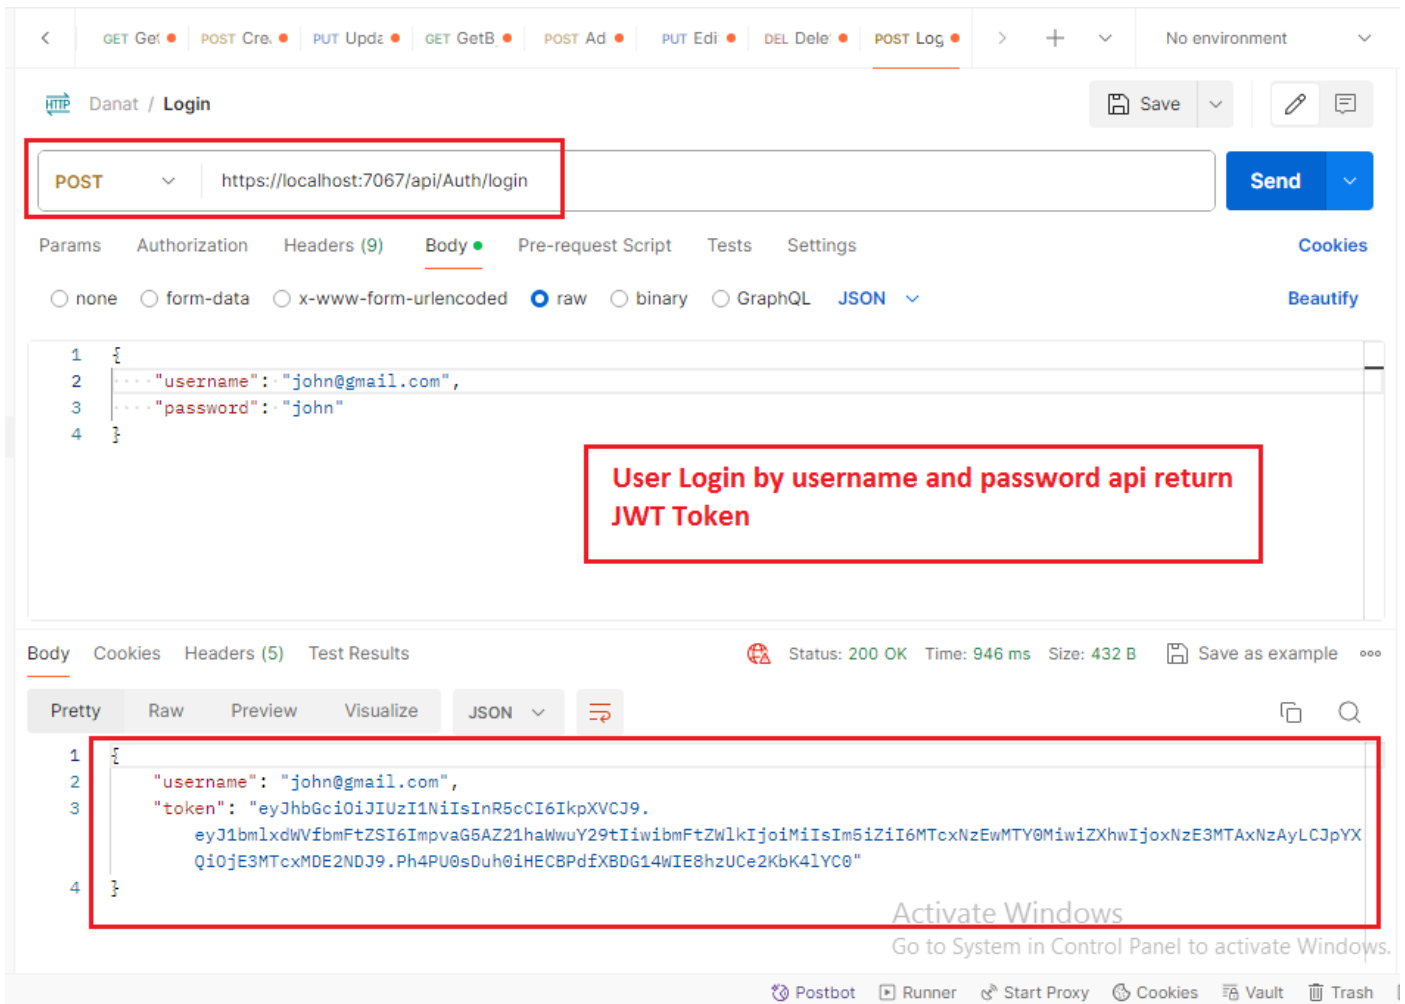 GET Get POST Cre. PUT Upda GET GetB POST Ad PUT Edi DEL Dele POST Log No environment
HTTP Danat / Login Save
POST https://localhost:7067/api/Auth/login Send
Params Authorization Headers (9) Body Pre-request Script Tests Settings Cookies
none form-data x-www-form-urlencoded raw binary GraphQL JSON Beautify
1 {
2 "username": "john@gmail.com",
3 "password": "john"
4 }
User Login by username and password api return
JWT Token
Body Cookies Headers (5) Test Results Status: 200 OK Time: 946 ms Size: 432 B Save as example
Pretty Raw Preview Visualize JSON
1 {
2 "username": "john@gmail.com",
3 "token": "eyJhbGciOiJIUzI1NiIsInR5cCI6IkpXVCJ9.
eyJ1bmlxdWVfbmFtZSI6ImpvaG5AZ21haWwuY29tIiwibmFtZWlkIjoiMiIsIm5iZiI6MTcxNzEwMTY0MiwiZXhwIjoxNzE3MTAxNzAyLCJpYX
QiOjE3MTcxMDE2NDJ9.Ph4PU0sDuh0iHECBPdfXBDG14WIE8hzUCe2KbK4lYC0"
4 }
Activate Windows
Go to System in Control Panel to activate Windows.
Postbot Runner Start Proxy Cookies Vault Trash